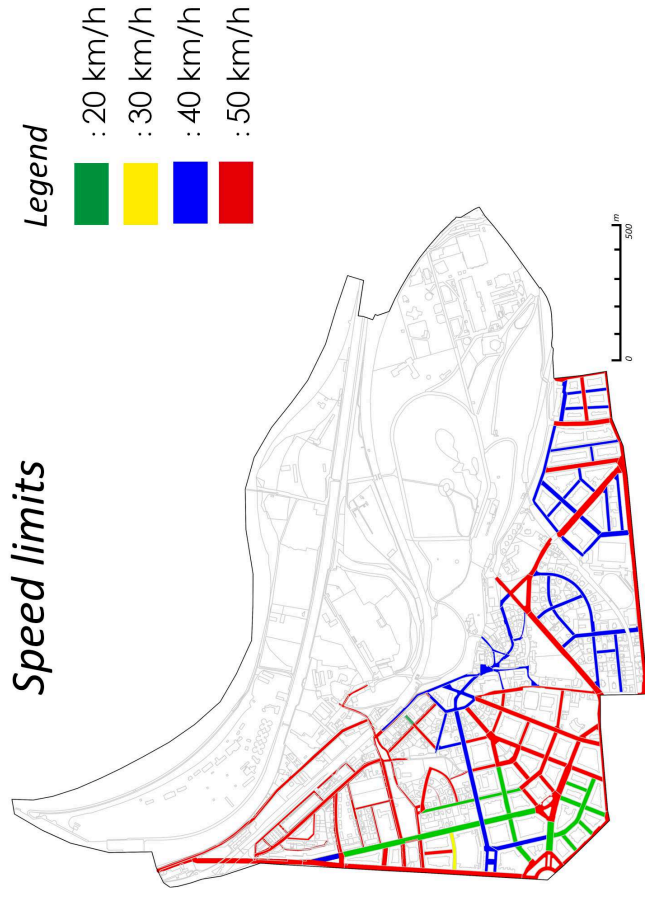 Speed limits
Legend
: 20 km/h
: 30 km/h
: 40 km/h
: 50 km/h
0
500 m